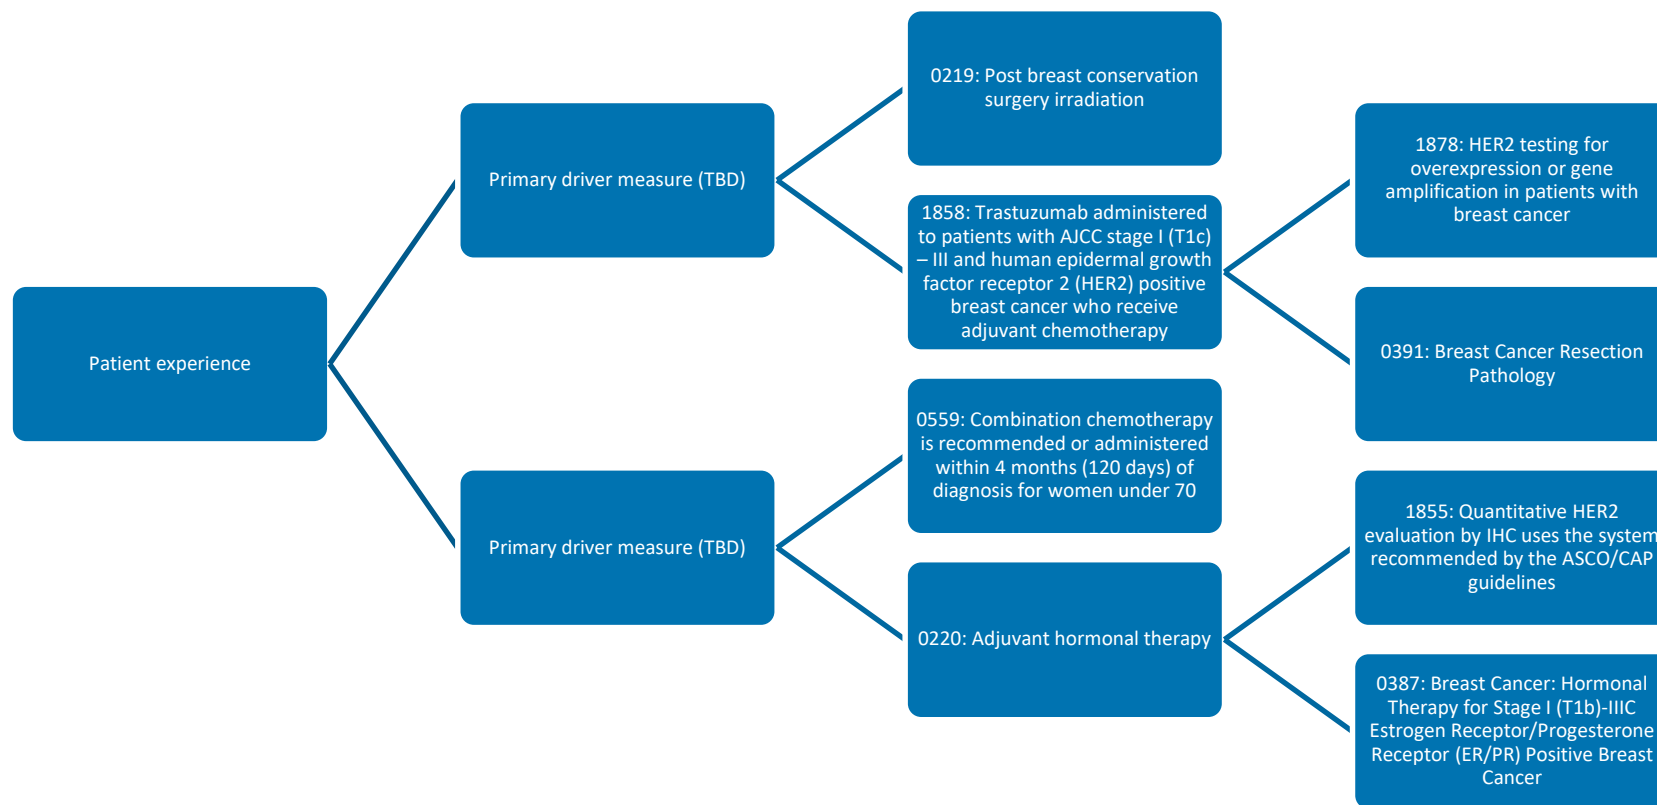 Patient experience
Primary driver measure (TBD)
Primary driver measure (TBD)
0219: Post breast conservation
surgery irradiation
1858: Trastuzumab administered
to patients with AJCC stage I (T1c)
– III and human epidermal growth
factor receptor 2 (HER2) positive
breast cancer who receive
adjuvant chemotherapy
0559: Combination chemotherapy
is recommended or administered
within 4 months (120 days) of
diagnosis for women under 70
0220: Adjuvant hormonal therapy
1878: HER2 testing for
overexpression or gene
amplification in patients with
breast cancer
0391: Breast Cancer Resection
Pathology
1855: Quantitative HER2
evaluation by IHC uses the system
recommended by the ASCO/CAP
guidelines
0387: Breast Cancer: Hormonal
Therapy for Stage I (T1b)-IIIC
Estrogen Receptor/Progesterone
Receptor (ER/PR) Positive Breast
Cancer